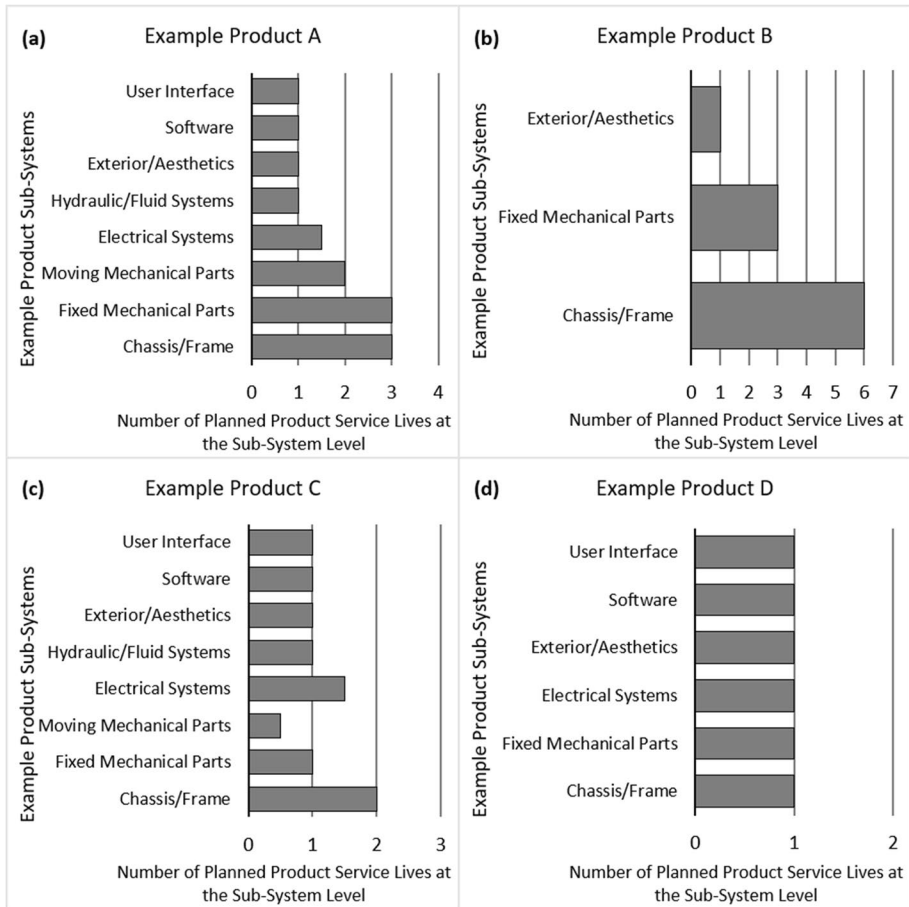 (a)
Example Product A
Example Product Sub-Systems
User Interface
Software
Exterior/Aesthetics
Hydraulic/Fluid Systems
Electrical Systems
Moving Mechanical Parts
Fixed Mechanical Parts
Chassis/Frame
0 1 2 3 4
Number of Planned Product Service Lives at
the Sub-System Level
(b)
Example Product B
Example Product Sub-Systems
Exterior/Aesthetics
Fixed Mechanical Parts
Chassis/Frame
0 1 2 3 4 5 6 7
Number of Planned Product Service Lives at
the Sub-System Level
(c)
Example Product C
Example Product Sub-Systems
User Interface
Software
Exterior/Aesthetics
Hydraulic/Fluid Systems
Electrical Systems
Moving Mechanical Parts
Fixed Mechanical Parts
Chassis/Frame
0 1 2 3
Number of Planned Product Service Lives at
the Sub-System Level
(d)
Example Product D
Example Product Sub-Systems
User Interface
Software
Exterior/Aesthetics
Electrical Systems
Fixed Mechanical Parts
Chassis/Frame
0 1 2
Number of Planned Product Service Lives at
the Sub-System Level